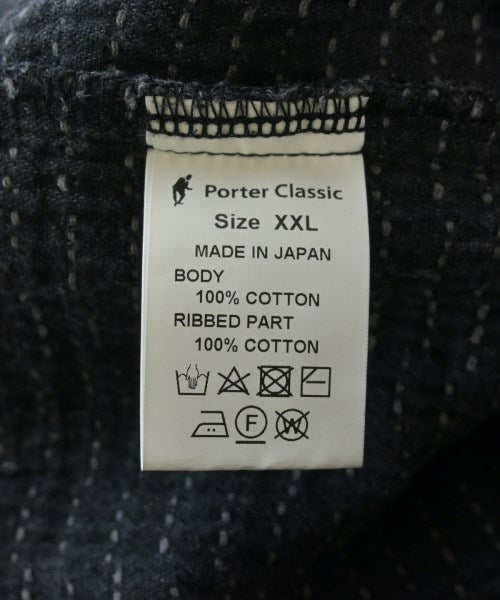 Porter Classic
Size XXL
MADE IN JAPAN
BODY
100% COTTON
RIBBED PART
100% COTTON
F W